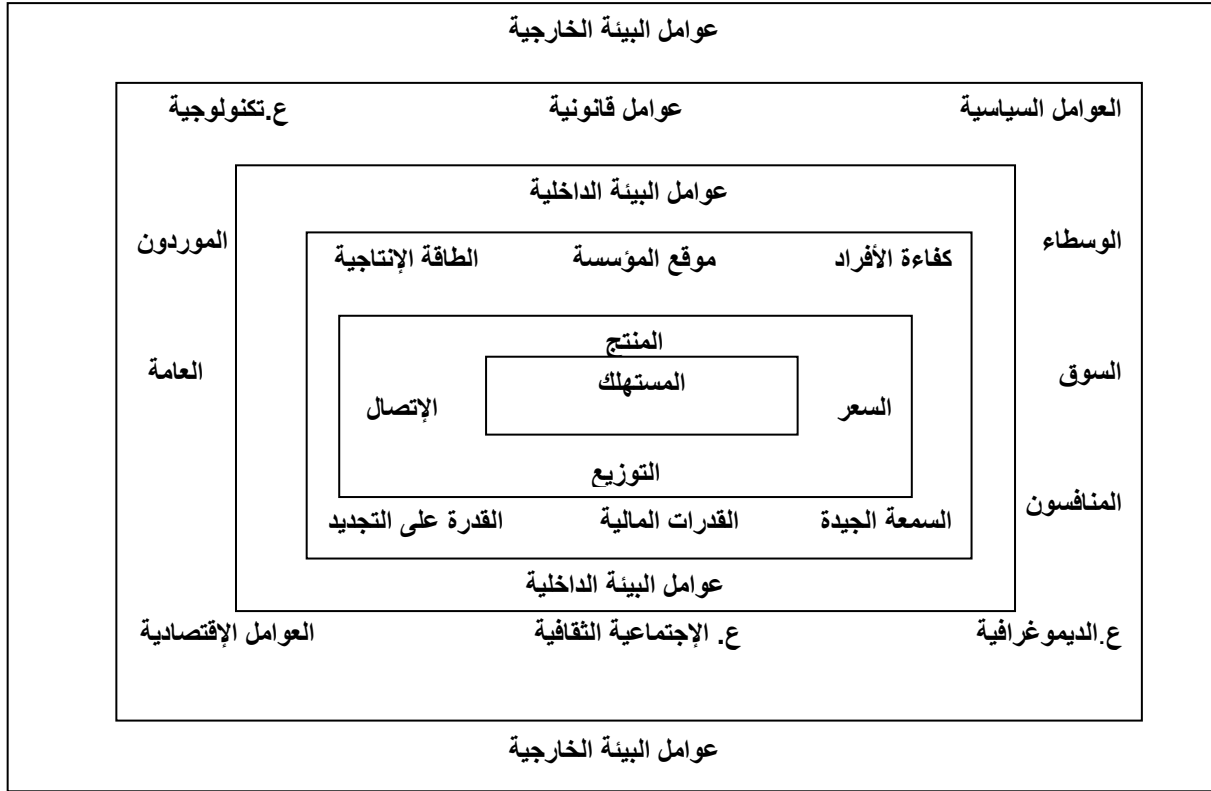 عوامل البيئة الخارجية
العوامل السياسية عوامل قانونية ع.تكنولوجية
عوامل البيئة الداخلية
الوسطاء الموردون
كفاءة الأفراد موقع المؤسسة الطاقة الإنتاجية
المنتج
السوق المستهلك العامة
السعر الإتصال
التوزيع
المنافسون
السمعة الجيدة القدرات المالية القدرة على التجديد
عوامل البيئة الداخلية
ع.الديموغرافية ع. الإجتماعية الثقافية العوامل الإقتصادية
عوامل البيئة الخارجية